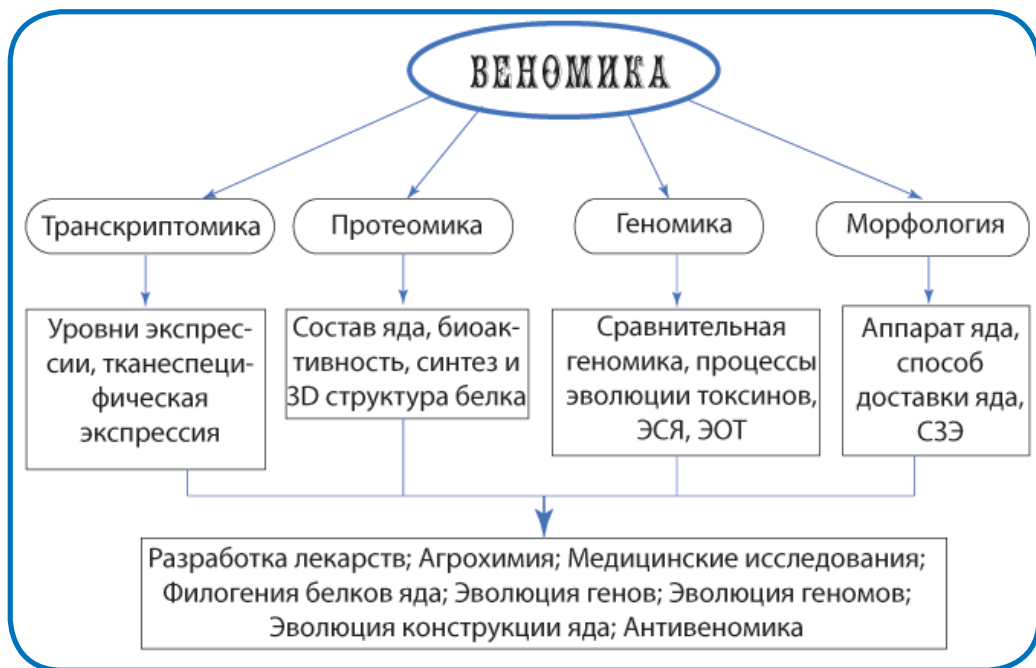 ВЕНѲМИКА
Транскриптомика
Протеомика
Геномика
Морфология
Уровни экспрес-
сии, тканеспеци-
фическая
экспрессия
Состав яда, биоак-
тивность, синтез и
3D структура белка
Сравнительная
геномика, процессы
эволюции токсинов,
ЭСЯ, ЭОТ
Аппарат яда,
способ
доставки яда,
СЗЭ
Разработка лекарств; Агрохимия; Медицинские исследования;
Филогения белков яда; Эволюция генов; Эволюция геномов;
Эволюция конструкции яда; Антивеномика